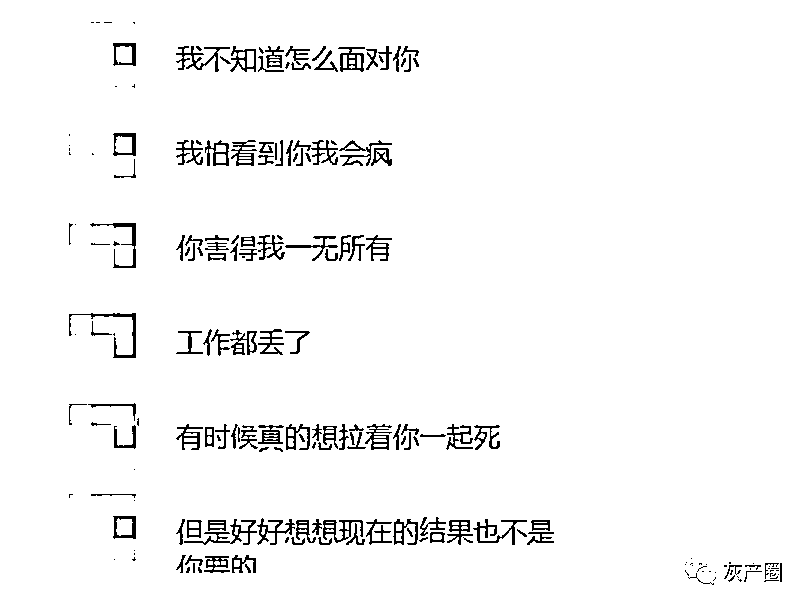 我不知道怎么面对你
我怕看到你我会疯
你害得我一无所有
工作都丢了
有时候真的想拉着你一起死
但是好好想想现在的结果也不是
你要的
灰产圈